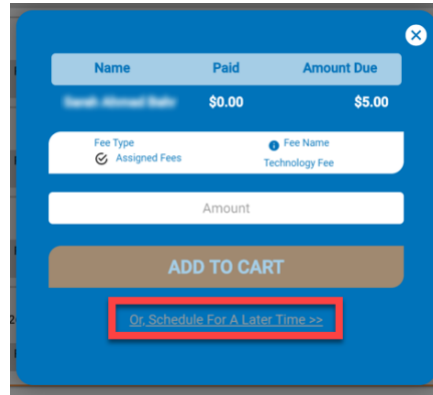 Name Paid Amount Due
$0.00 $5.00
Fee Type Fee Name
Assigned Fees Technology Fee
Amount
ADD TO CART
Or, Schedule For A Later Time >>